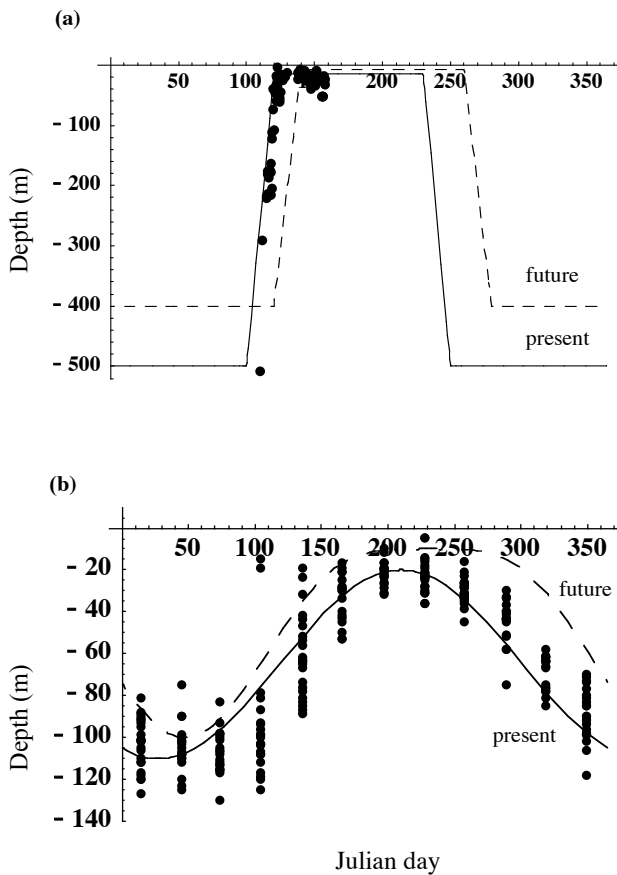 (a)
50 100 150 200 250 300 350
- 100
- 200
- 300
- 400
- 500
Depth (m)
future
present
(b)
50 100 150 200 250 300 350
- 20
- 40
- 60
- 80
- 100
- 120
- 140
Depth (m)
future
present
Julian day